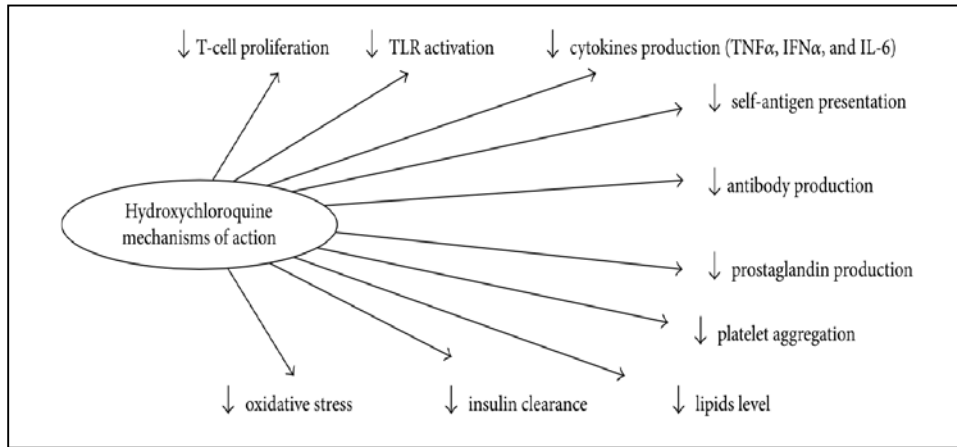 ↓ T-cell proliferation
↓ TLR activation
↓ cytokines production (TNFα, IFNα, and IL-6)
↓ self-antigen presentation
Hydroxychloroquine
mechanisms of action
↓ antibody production
↓ prostaglandin production
↓ platelet aggregation
↓ oxidative stress
↓ insulin clearance
↓ lipids level